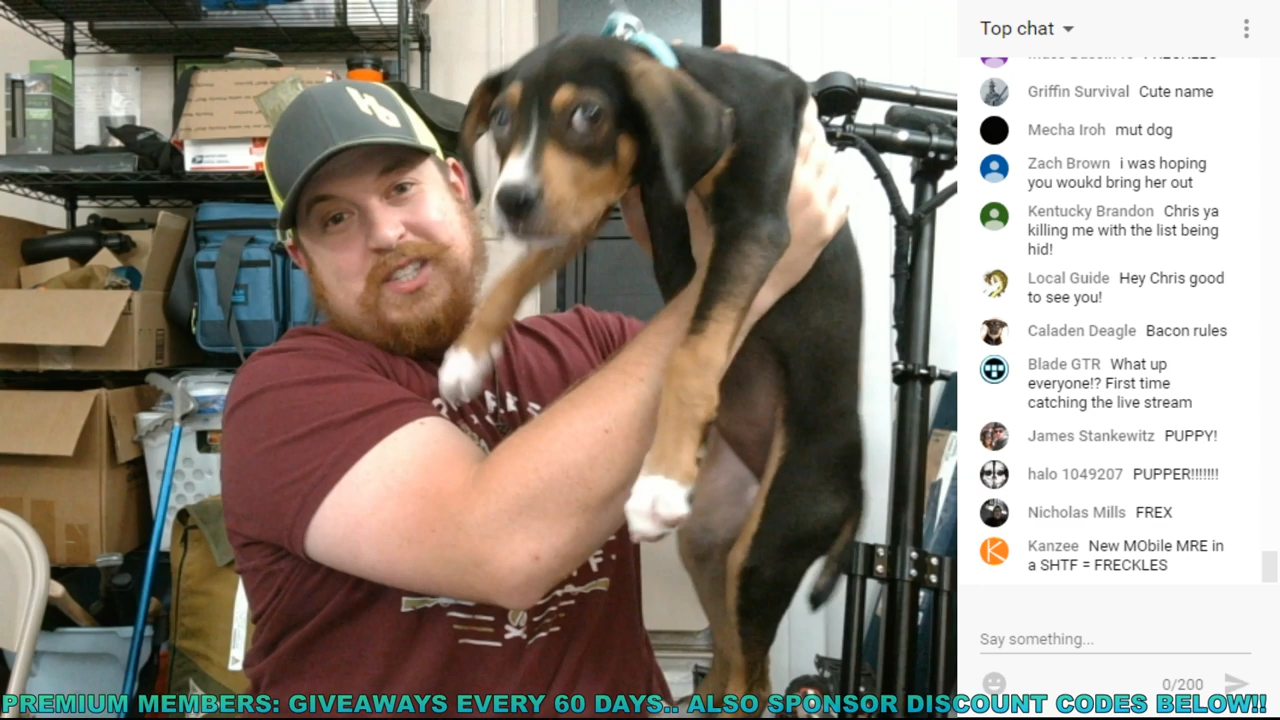 Top chat
Griffin Survival Cute name
Mecha Iroh mut dog
Zach Brown i was hoping
you woukd bring her out
Kentucky Brandon Chris ya
killing me with the list being
hid!
Local Guide Hey Chris good
to see you!
Caladen Deagle Bacon rules
Blade GTR What up
everyone!? First time
catching the live stream
James Stankewitz PUPPY!
halo 1049207 PUPPER!!!!!!!
Nicholas Mills FREX
Kanzee New MObile MRE in
a SHTF = FRECKLES
Say something...
0/200
PREMIUM MEMBERS: GIVEAWAYS EVERY 60 DAYS.. ALSO SPONSOR DISCOUNT CODES BELOW!!